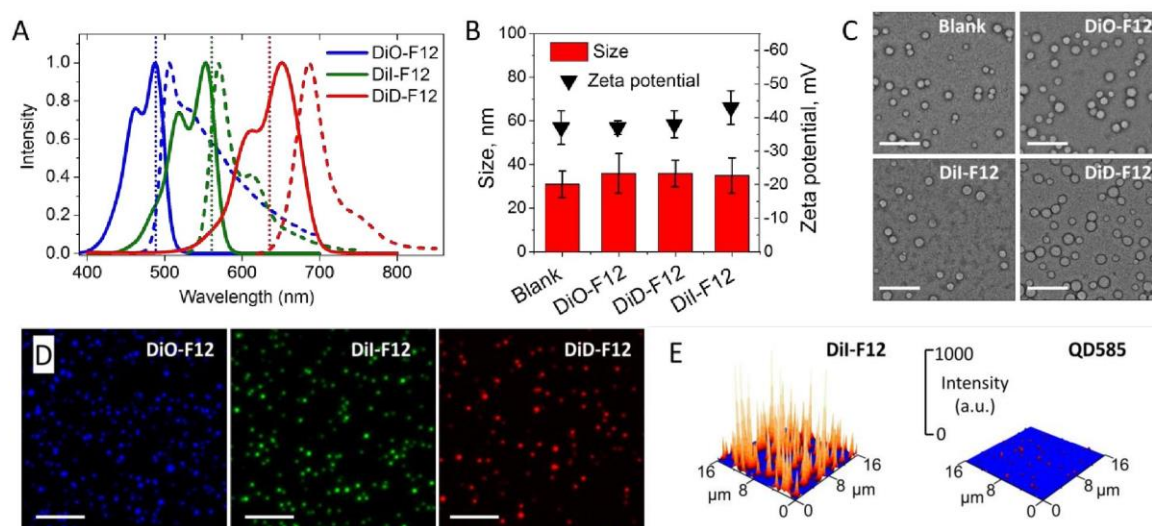 A
DiO-F12
DiI-F12
DiD-F12
Intensity
1.0
0.8
0.6
0.4
0.2
0.0
400 500 600 700 800
Wavelength (nm)
B
Size
Zeta potential
Size, nm
100
80
60
40
20
0
Zeta potential, mV
-60
-50
-40
-30
-20
-10
0
Blank DiO-F12 DiD-F12 DiI-F12
C
Blank
DiO-F12
DiI-F12
DiD-F12
D
DiO-F12
DiI-F12
DiD-F12
E
DiI-F12
1000
Intensity
(a.u.)
0
QD585
16
µm
8
0
0
8
µm
16
16
µm
8
0
0
8
µm
16